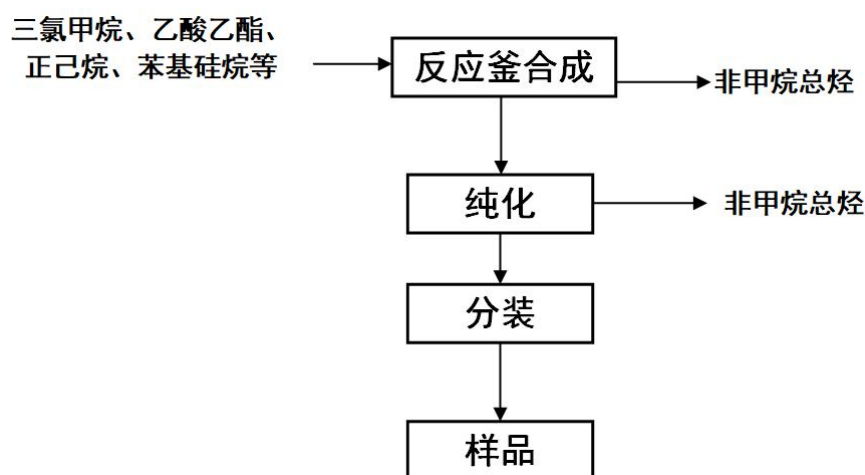 三氯甲烷、乙酸乙酯、
正己烷、苯基硅烷等
反应釜合成
非甲烷总烃
纯化
非甲烷总烃
分装
样品